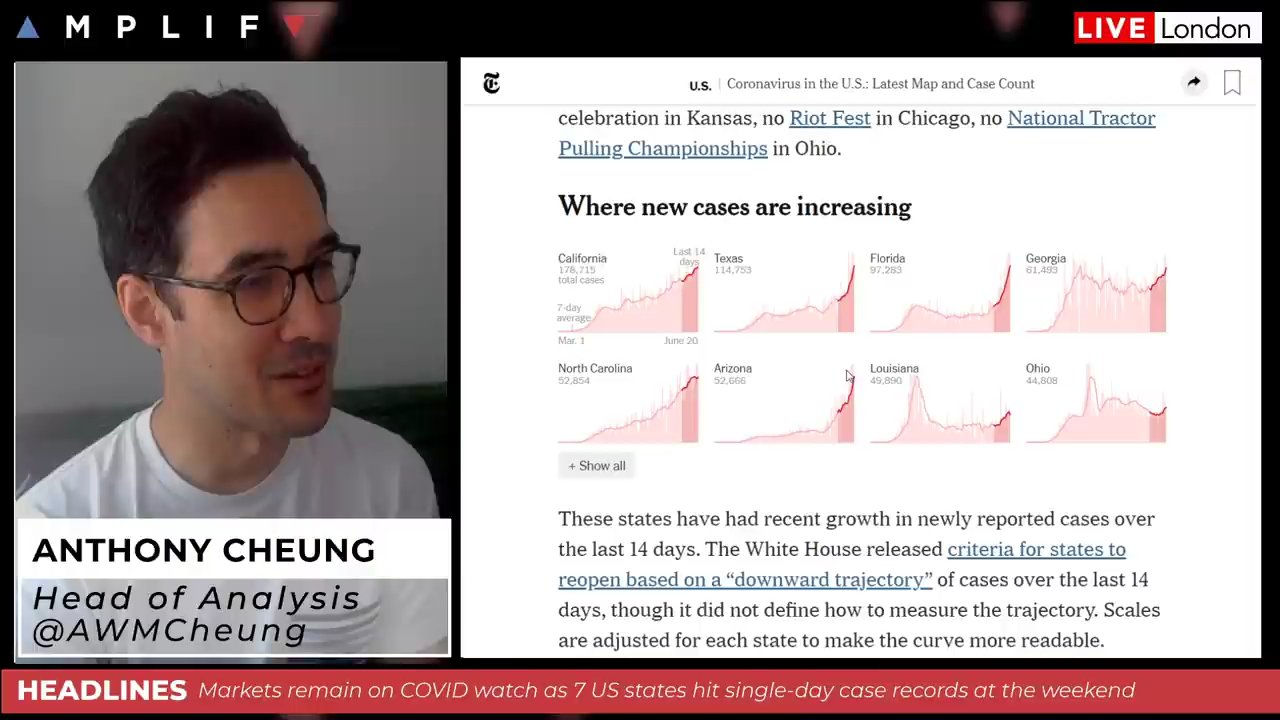 AMPLIFY
LIVE London
U.S. | Coronavirus in the U.S.: Latest Map and Case Count
celebration in Kansas, no Riot Fest in Chicago, no National Tractor
Pulling Championships in Ohio.
Where new cases are increasing
California
178,715
total cases
Last 14
days
7-day
average
Mar. 1
June 20
Texas
114,753
Florida
97,283
Georgia
61,493
North Carolina
52,854
Arizona
52,666
Louisiana
49,890
Ohio
44,808
+ Show all
These states have had recent growth in newly reported cases over
the last 14 days. The White House released criteria for states to
reopen based on a “downward trajectory” of cases over the last 14
days, though it did not define how to measure the trajectory. Scales
are adjusted for each state to make the curve more readable.
ANTHONY CHEUNG
Head of Analysis
@AWMCheung
HEADLINES Markets remain on COVID watch as 7 US states hit single-day case records at the weekend